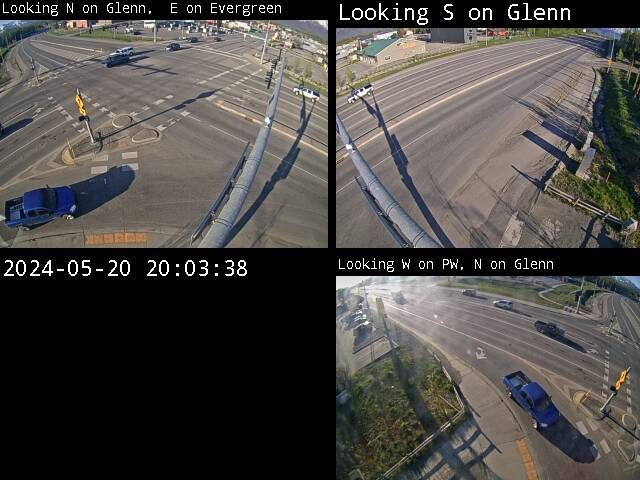 Looking N on Glenn,  E on Evergreen
Looking S on Glenn
2024-05-20 20:03:38
Looking W on PW, N on Glenn